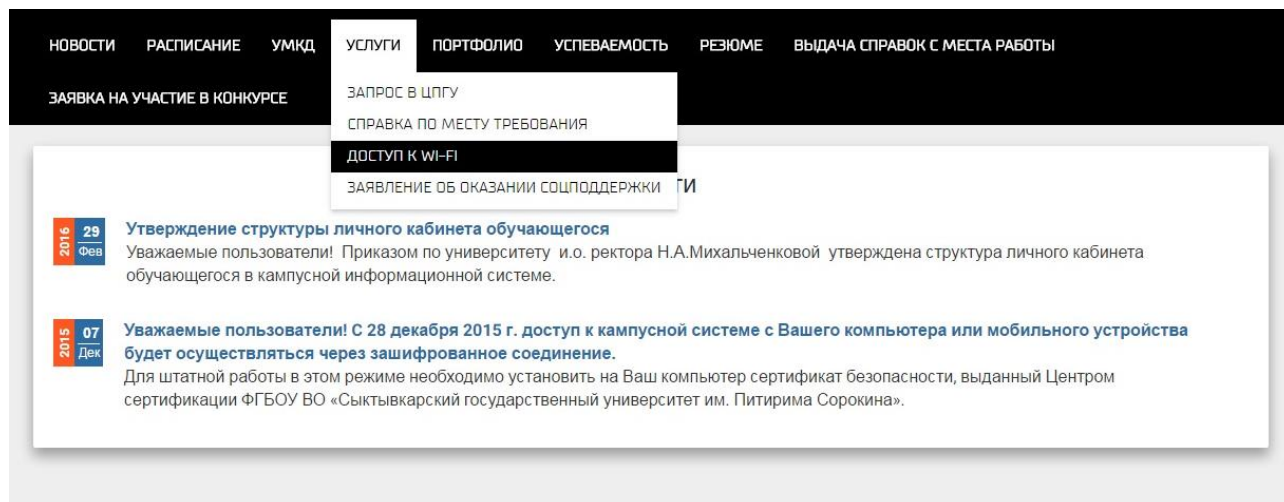 НОВОСТИ РАСПИСАНИЕ УМКД УСЛУГИ ПОРТФОЛИО УСПЕВАЕМОСТЬ РЕЗЮМЕ ВЫДАЧА СПРАВОК С МЕСТА РАБОТЫ
ЗАЯВКА НА УЧАСТИЕ В КОНКУРСЕ
ЗАПРОС В ЦПГУ
СПРАВКА ПО МЕСТУ ТРЕБОВАНИЯ
ДОСТУП К WI-FI
ЗАЯВЛЕНИЕ ОБ ОКАЗАНИИ СОЦПОДДЕРЖКИ
2016 29 Фев
Утверждение структуры личного кабинета обучающегося
Уважаемые пользователи! Приказом по университету и.о. ректора Н.А.Михальченковой утверждена структура личного кабинета
обучающегося в кампусной информационной системе.
2015 07 Дек
Уважаемые пользователи! С 28 декабря 2015 г. доступ к кампусной системе с Вашего компьютера или мобильного устройства
будет осуществляться через зашифрованное соединение.
Для штатной работы в этом режиме необходимо установить на Ваш компьютер сертификат безопасности, выданный Центром
сертификации ФГБОУ ВО «Сыктывкарский государственный университет им. Питирима Сорокина».